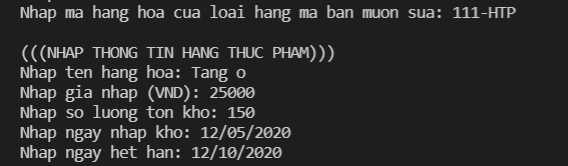 Nhap ma hang hoa cua loai hang ma ban muon sua: 111-HTP
(((NHAP THONG TIN HANG THUC PHAM)))
Nhap ten hang hoa: Tang o
Nhap gia nhap (VND): 25000
Nhap so luong ton kho: 150
Nhap ngay nhap kho: 12/05/2020
Nhap ngay het han: 12/10/2020